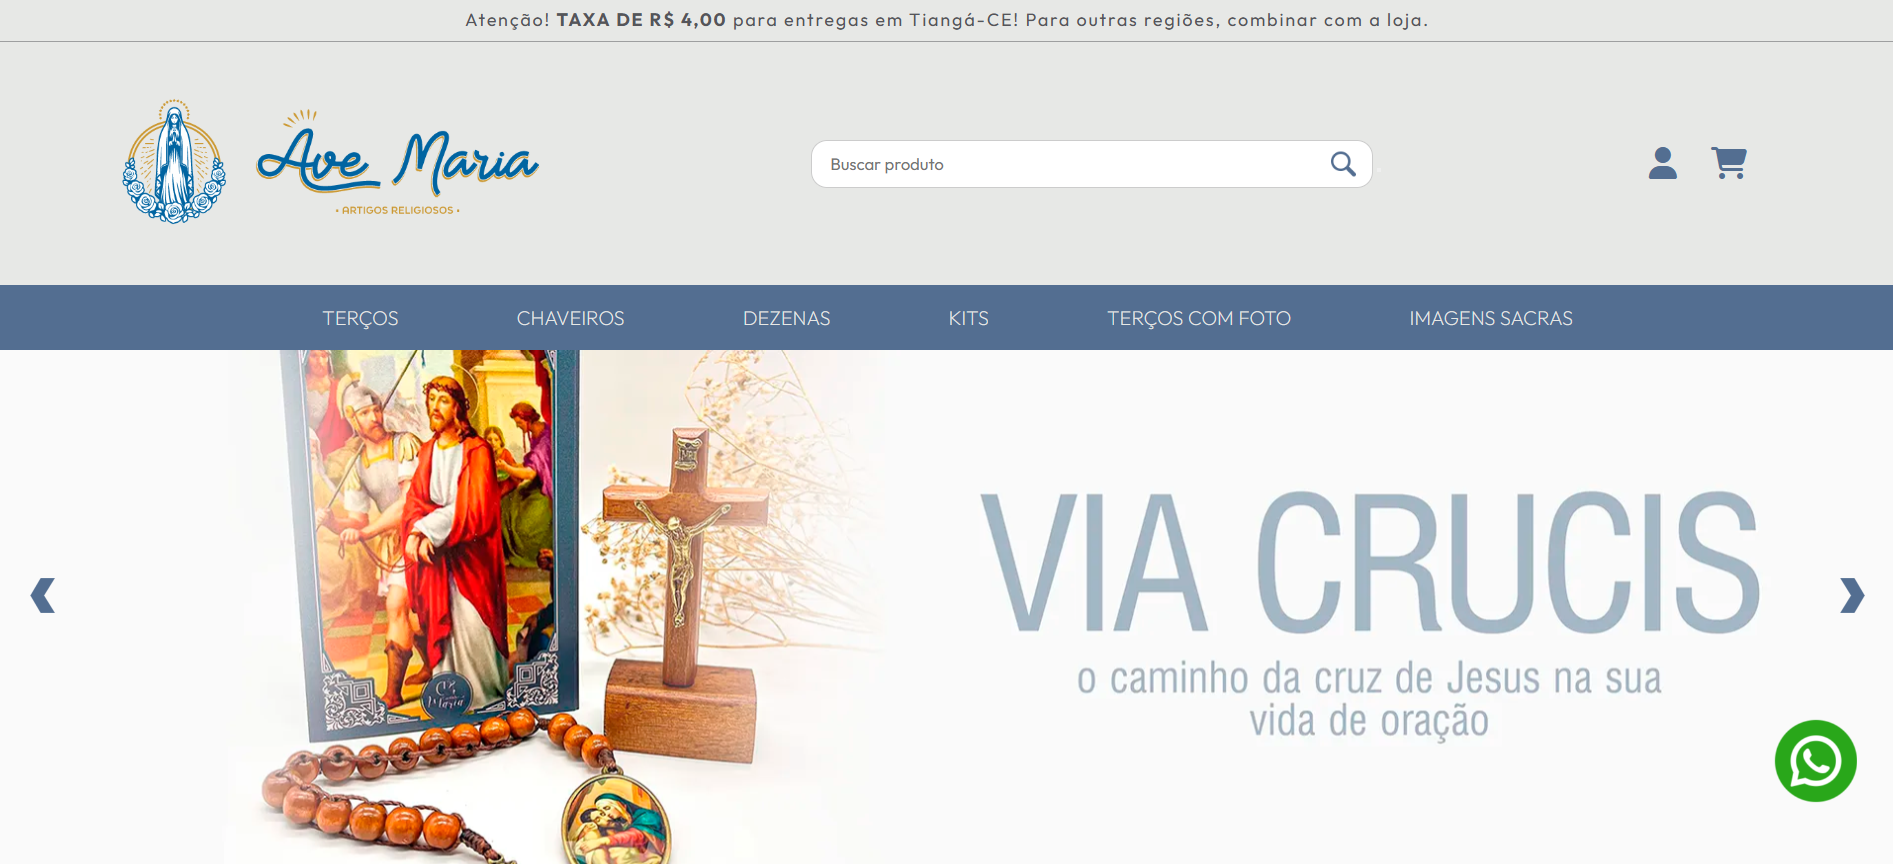 Atenção! TAXA DE R$ 4,00 para entregas em Tiangá-CE! Para outras regiões, combinar com a loja.
Ave Maria
• ARTIGOS RELIGIOSOS •
Buscar produto
TERÇOS CHAVEIROS DEZENAS KITS TERÇOS COM FOTO IMAGENS SACRAS
INRI
VIA CRUCIS
o caminho da cruz de Jesus na sua
vida de oração